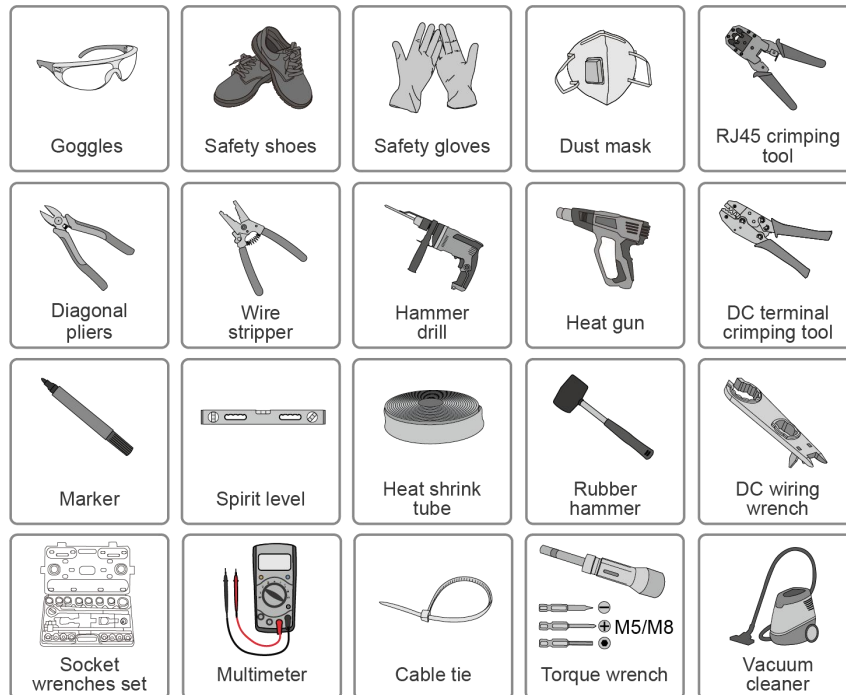 Goggles
Safety shoes
Safety gloves
Dust mask
RJ45 crimping
tool
Diagonal
pliers
Wire
stripper
Hammer
drill
Heat gun
DC terminal
crimping tool
Marker
Spirit level
Heat shrink
tube
Rubber
hammer
DC wiring
wrench
Socket
wrenches set
Multimeter
Cable tie
M5/M8
Torque wrench
Vacuum
cleaner